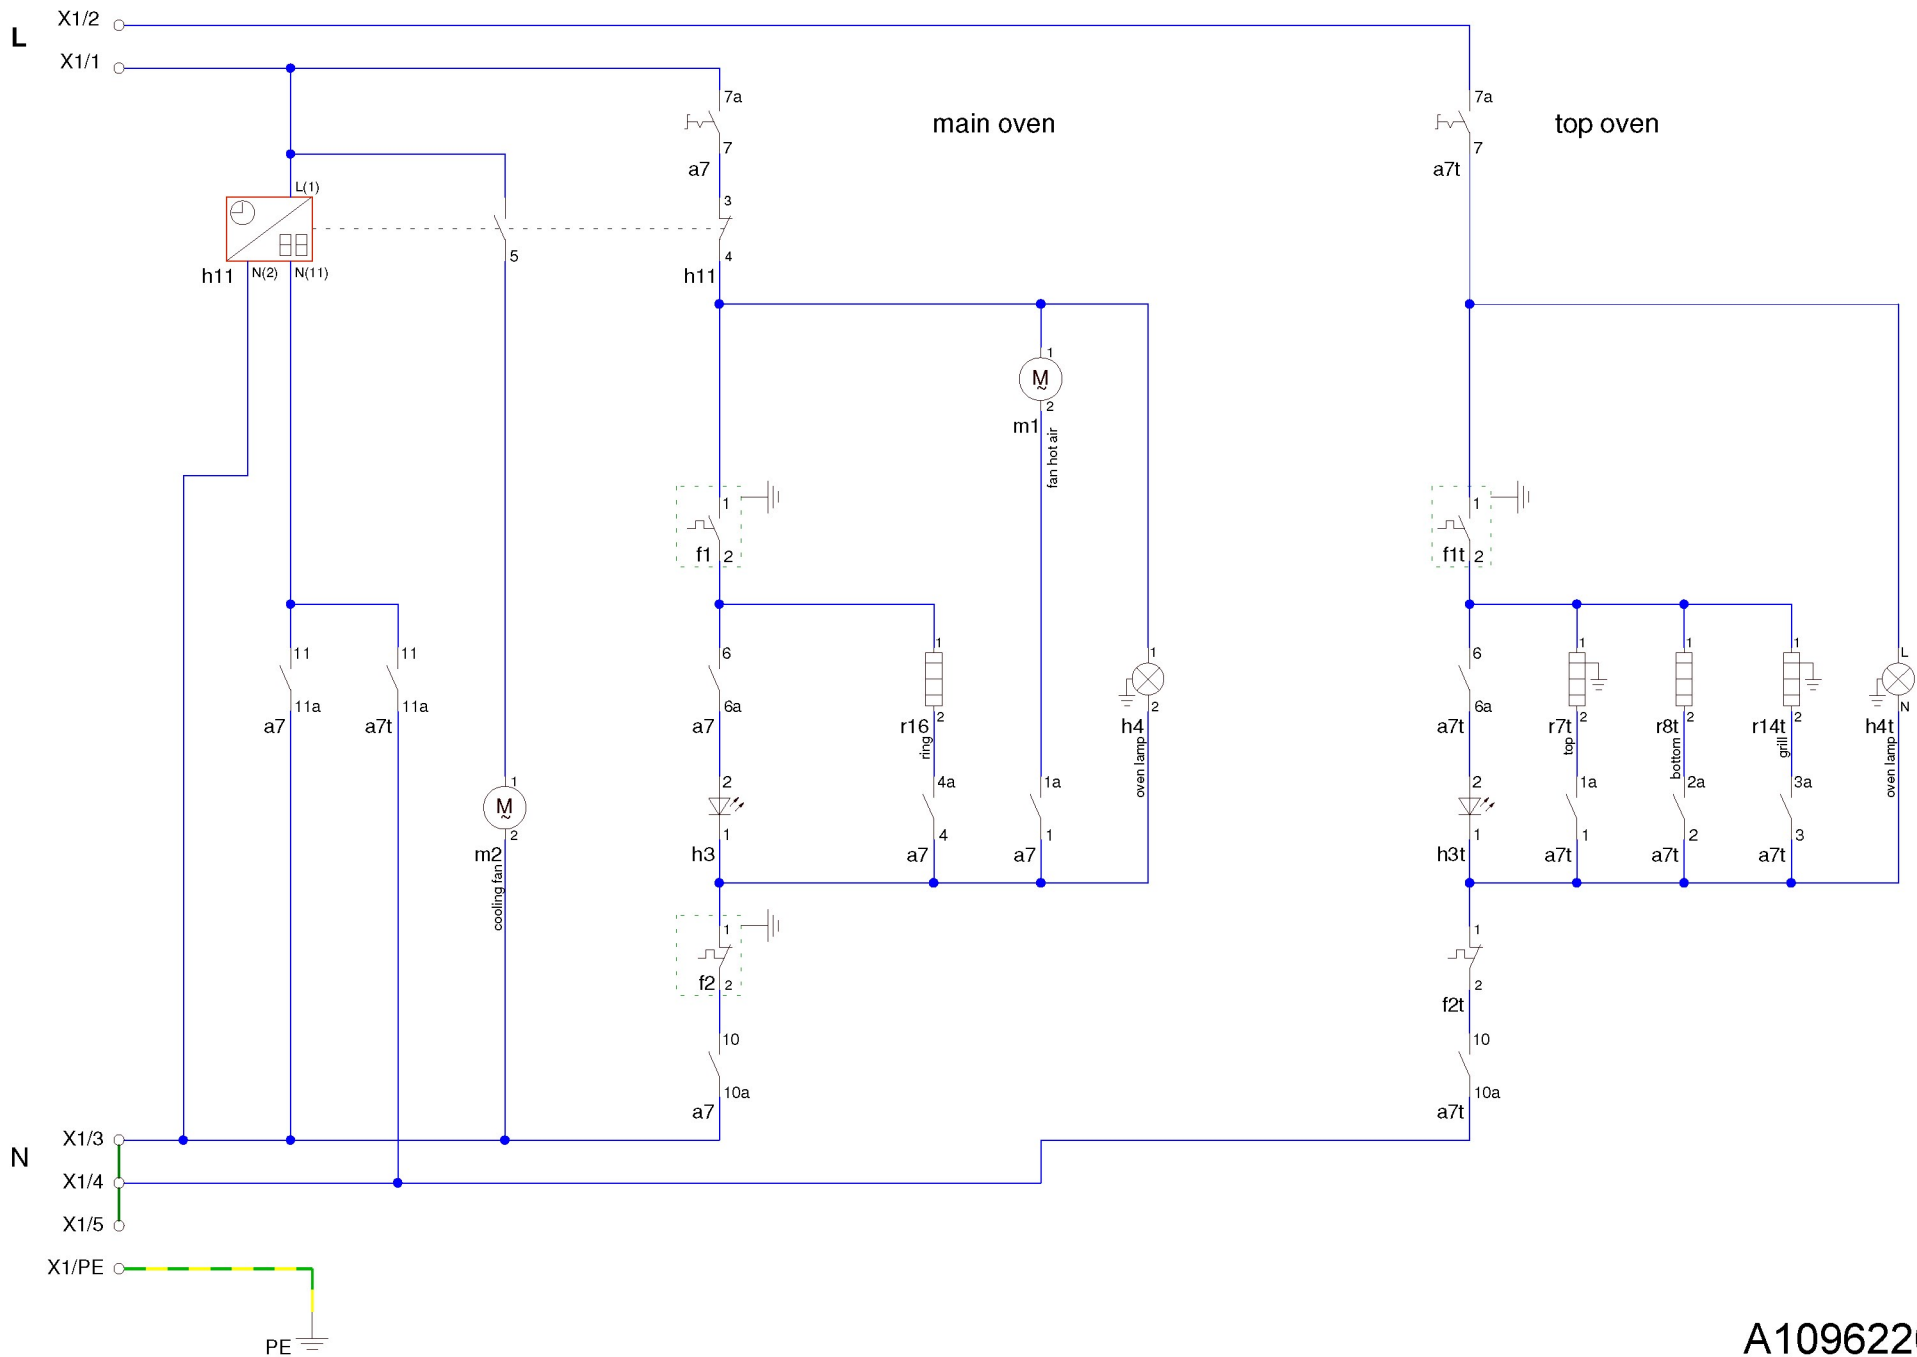 X1/2
L
X1/1
7a
7a
main oven
top oven
7
7
a7
a7t
L(1)
3
5
4
h11
N(2)
N(11)
h11
1
M
~
2
m1
fan hot air
1
1
f1
2
f1t
2
11
11
6
1
1
6
1
1
1
L
11a
11a
6a
2
2
6a
2
2
2
N
a7
a7t
a7
r16
h4
a7t
r7t
r8t
r14t
h4t
ring
oven lamp
top
bottom
grill
oven lamp
1
2
4a
1a
2
1a
2a
3a
M
~
2
1
4
1
1
1
2
3
m2
h3
a7
a7
h3t
a7t
a7t
a7t
cooling fan
1
1
f2
2
2
f2t
10
10
10a
10a
a7
a7t
X1/3
N
X1/4
X1/5
X1/PE
PE